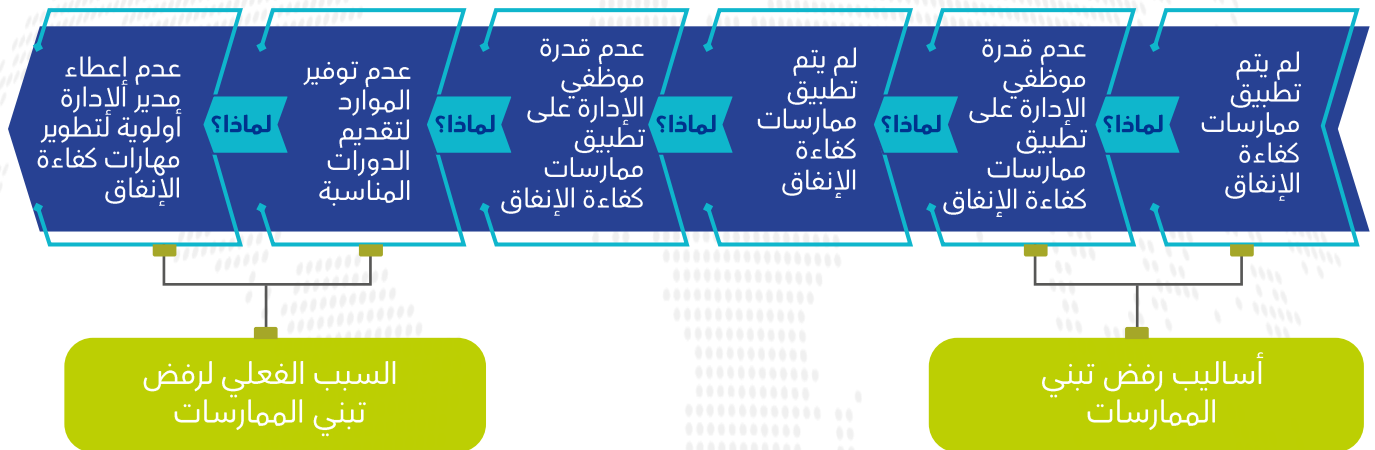 لم يتم
تطبيق
ممارسات
كفاءة
الإنفاق
لماذا؟
عدم قدرة
موظفي
الإدارة على
تطبيق
ممارسات
كفاءة الإنفاق
لماذا؟
لم يتم
تطبيق
ممارسات
كفاءة
الإنفاق
لماذا؟
عدم قدرة
موظفي
الإدارة على
تطبيق
ممارسات
كفاءة الإنفاق
لماذا؟
عدم توفير
الموارد
لتقديم
الدورات
المناسبة
لماذا؟
عدم إعطاء
مدير الإدارة
أولوية لتطوير
مهارات كفاءة
الإنفاق
أساليب رفض تبني
الممارسات
السبب الفعلي لرفض
تبني الممارسات